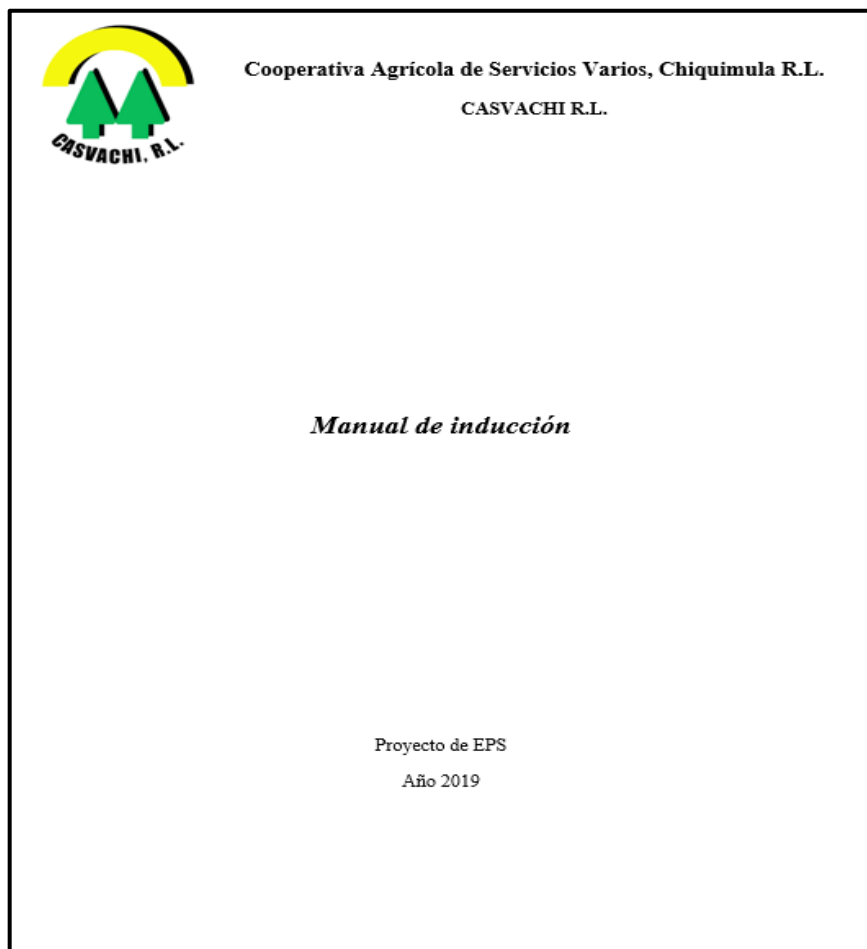 Cooperativa Agrícola de Servicios Varios, Chiquimula R.L.
CASVACHI R.L.
CASVACHI, R.L.
Manual de inducción
Proyecto de EPS
Año 2019